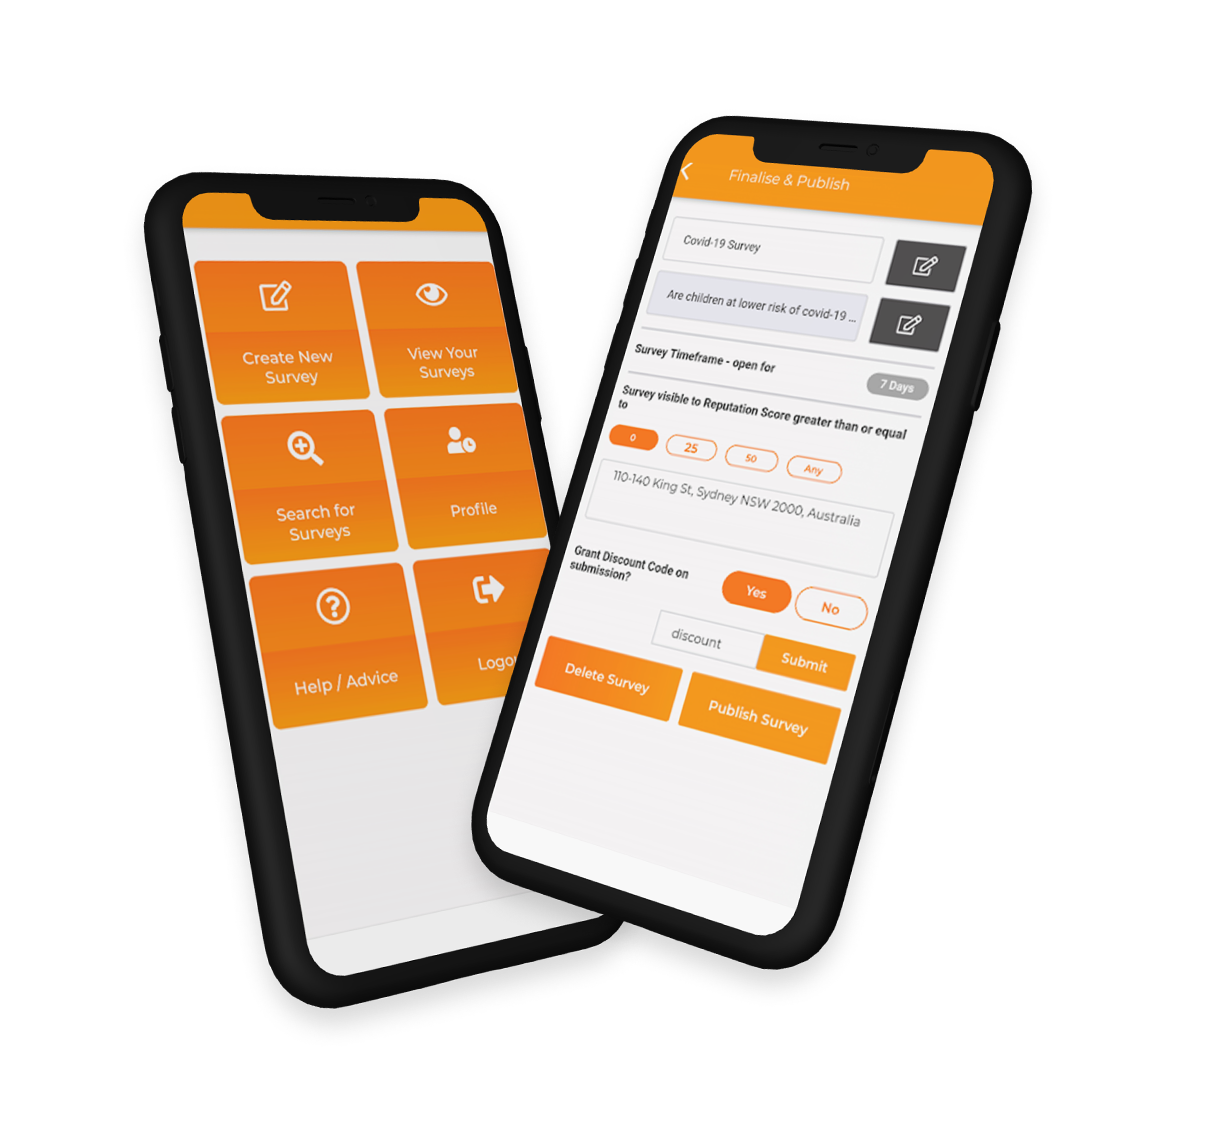 Create New
Survey
View Your
Surveys
Search for
Surveys
Profile
Help / Advice
Logou
Finalise & Publish
Covid-19 Survey
Are children at lower risk of covid-19 ...
Survey Timeframe - open for
7 Days
Survey visible to Reputation Score greater than or equal
to
0
25
50
Any
110-140 King St, Sydney NSW 2000, Australia
Grant Discount Code on
submission?
Yes
No
discount
Submit
Delete Survey
Publish Survey